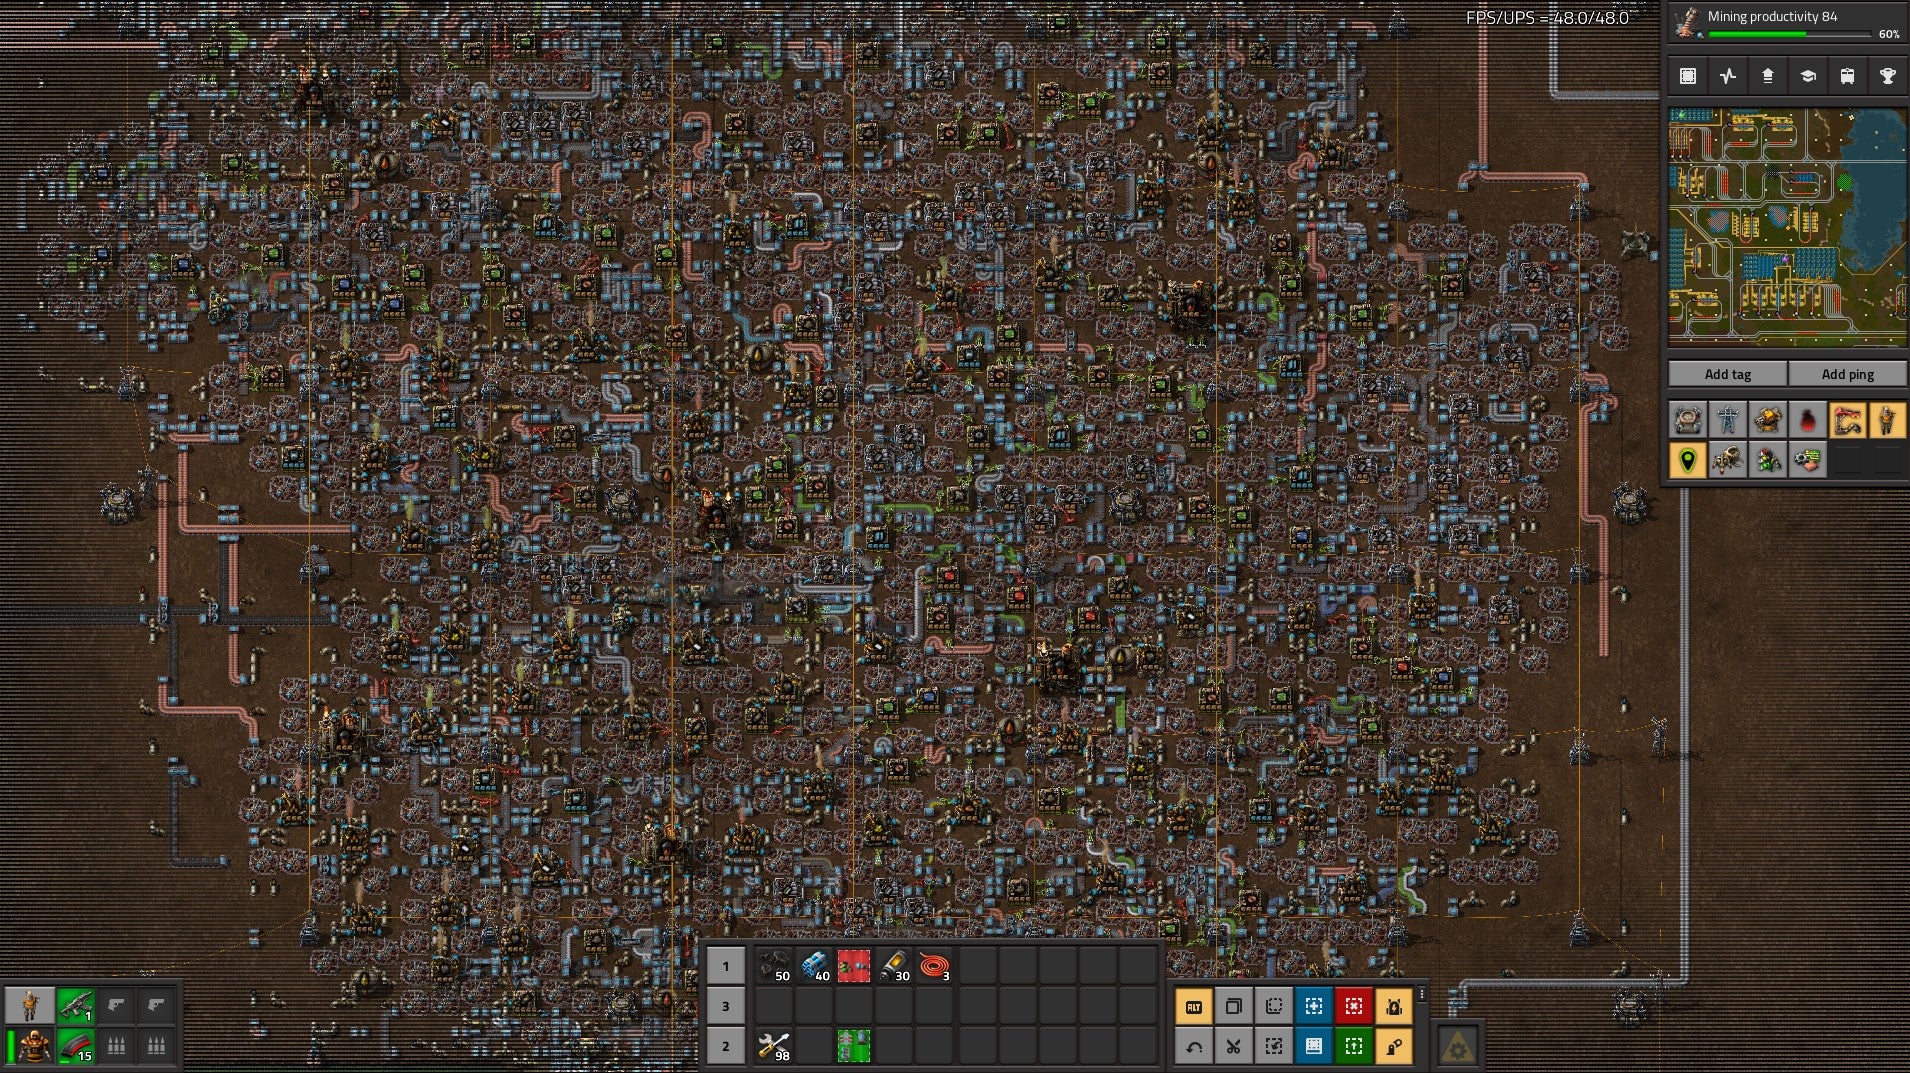 FPS/UPS = 48.0/48.0
Mining productivity 84
60%
Add tag
Add ping
1
50
40
30
3
3
2
98
1
15
ALT